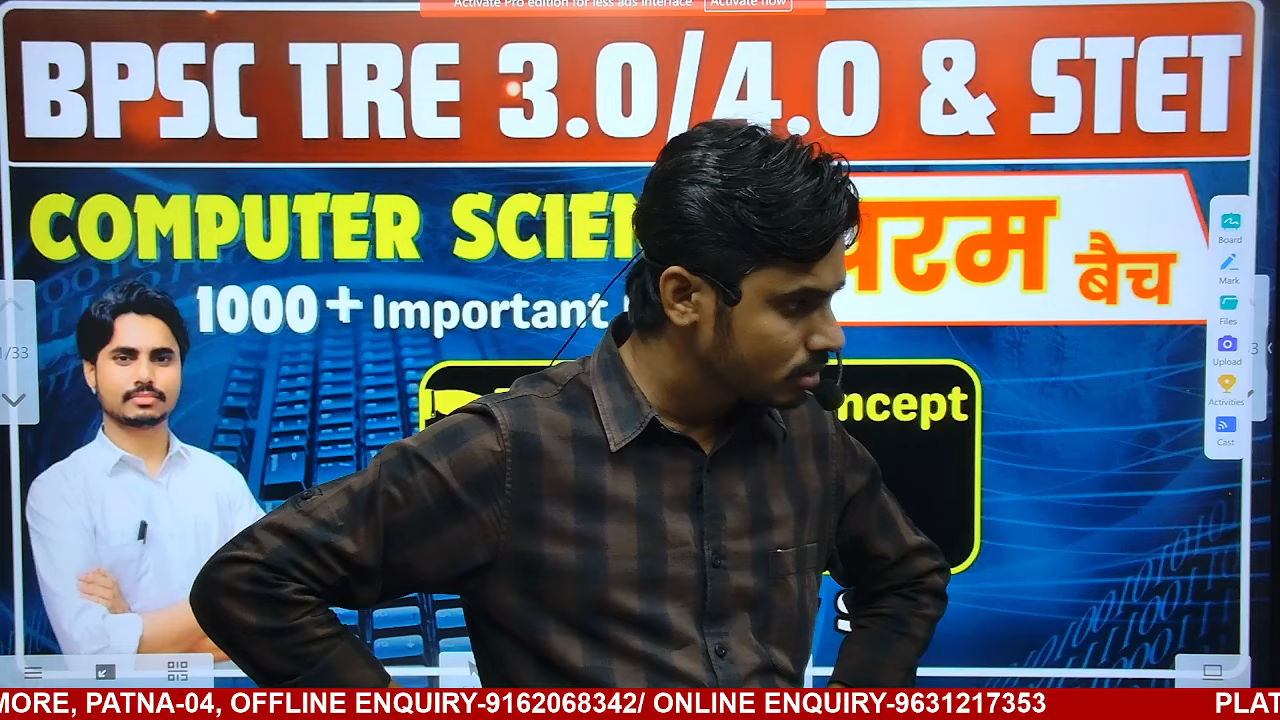 Activate Pro edition for less ads interface Activate now
BPSC TRE 3.0/4.0 & STET
COMPUTER SCIEN
रम बैच
1000+ Important
ncept
Board
Mark
Files
Upload
Activities
Cast
/33
3
MORE, PATNA-04, OFFLINE ENQUIRY-9162068342/ ONLINE ENQUIRY-9631217353 PLAT